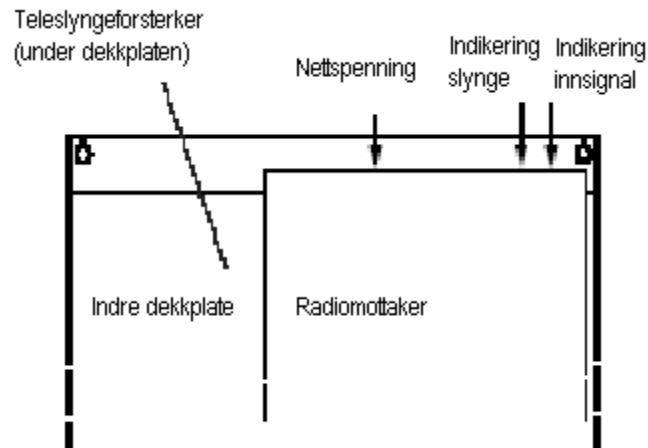 Teleslyngeforsterker
(under dekkplaten)
Nettspenning
Indikering
slynge
Indikering
innsignal
Indre dekkplate
Radiomottaker